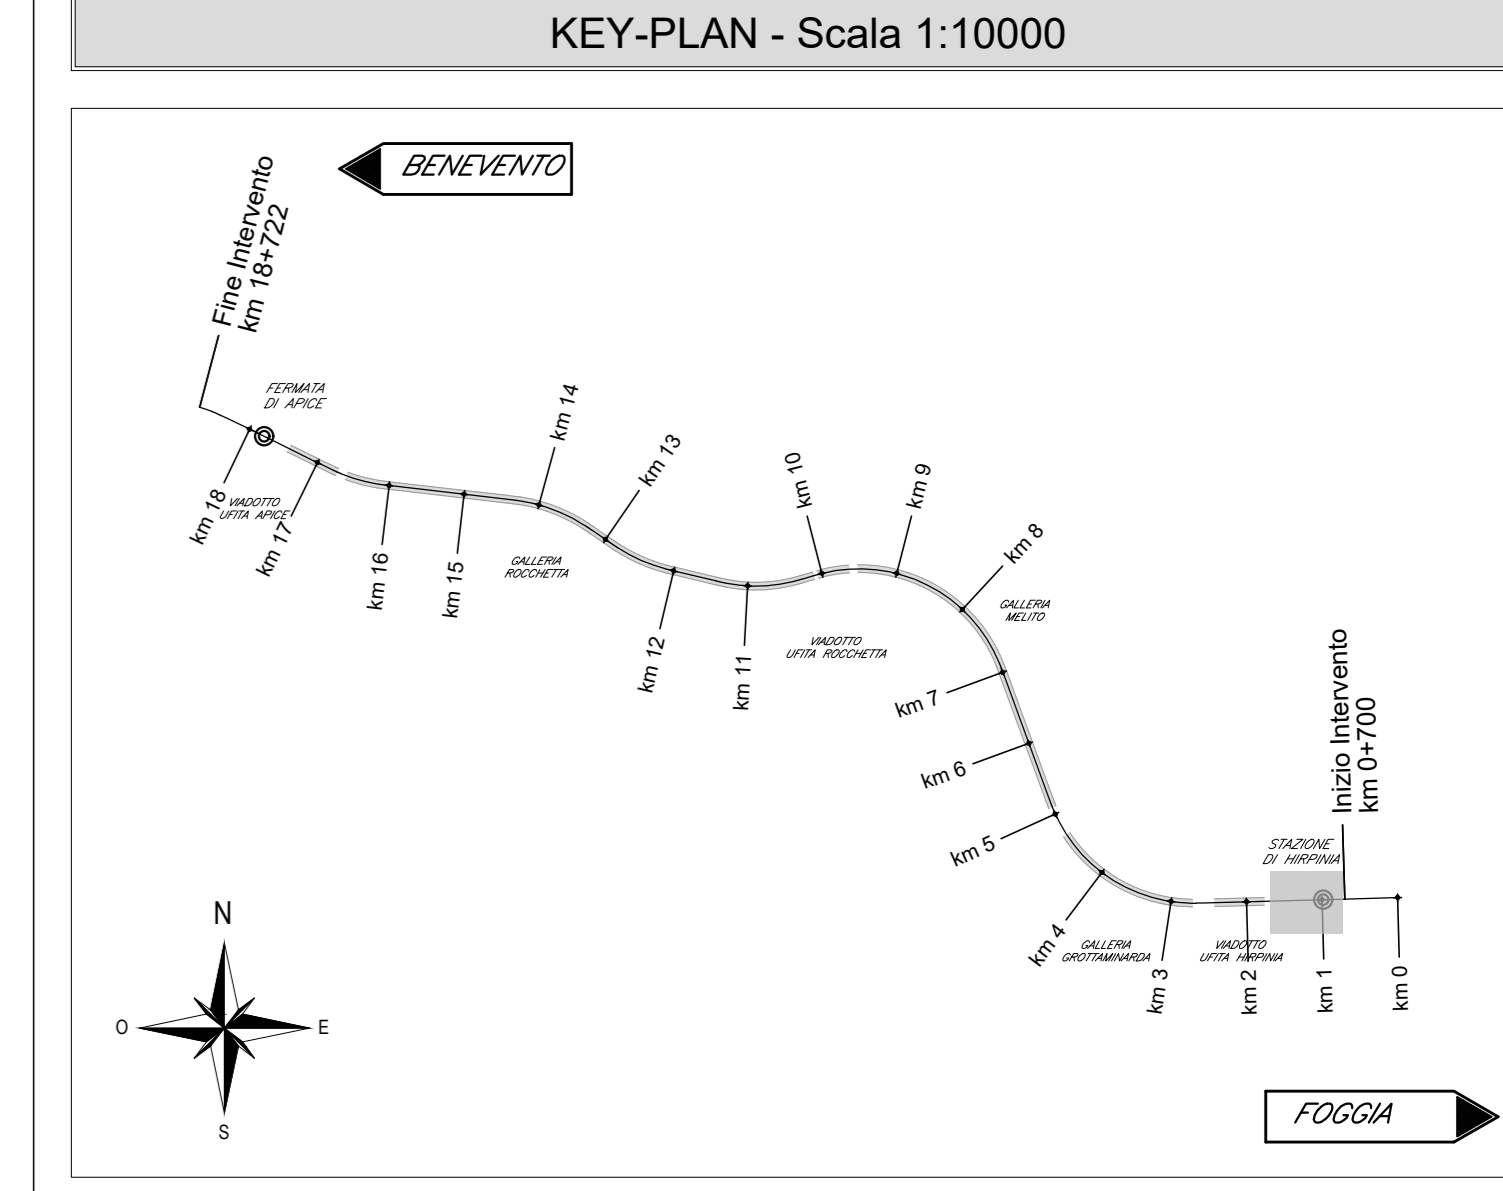 KEY-PLAN - Scala 1:10000
BENEVENTO
Fine Intervento
km 18+722
FERMATA
DI APICE
km 18
VIADOTTO
UFITA APICE
km 17
km 16
km 15
km 14
GALLERIA
ROCCHETTA
km 13
km 12
km 11
km 10
VIADOTTO
UFITA ROCCHETTA
km 9
km 8
GALLERIA
MELITO
km 7
km 6
km 5
km 4
GALLERIA
GROTTAMINARDA
km 3
VIADOTTO
UFITA HIRPINIA
km 2
STAZIONE
DI HIRPINIA
km 1
Inizio Intervento
km 0+700
km 0
N
O
E
S
FOGGIA